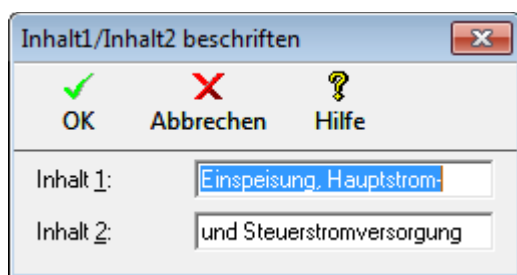 Inhalt1/Inhalt2 beschriften
OK Abbrechen Hilfe
Inhalt 1: Einspeisung, Hauptstrom-
Inhalt 2: und Steuerstromversorgung